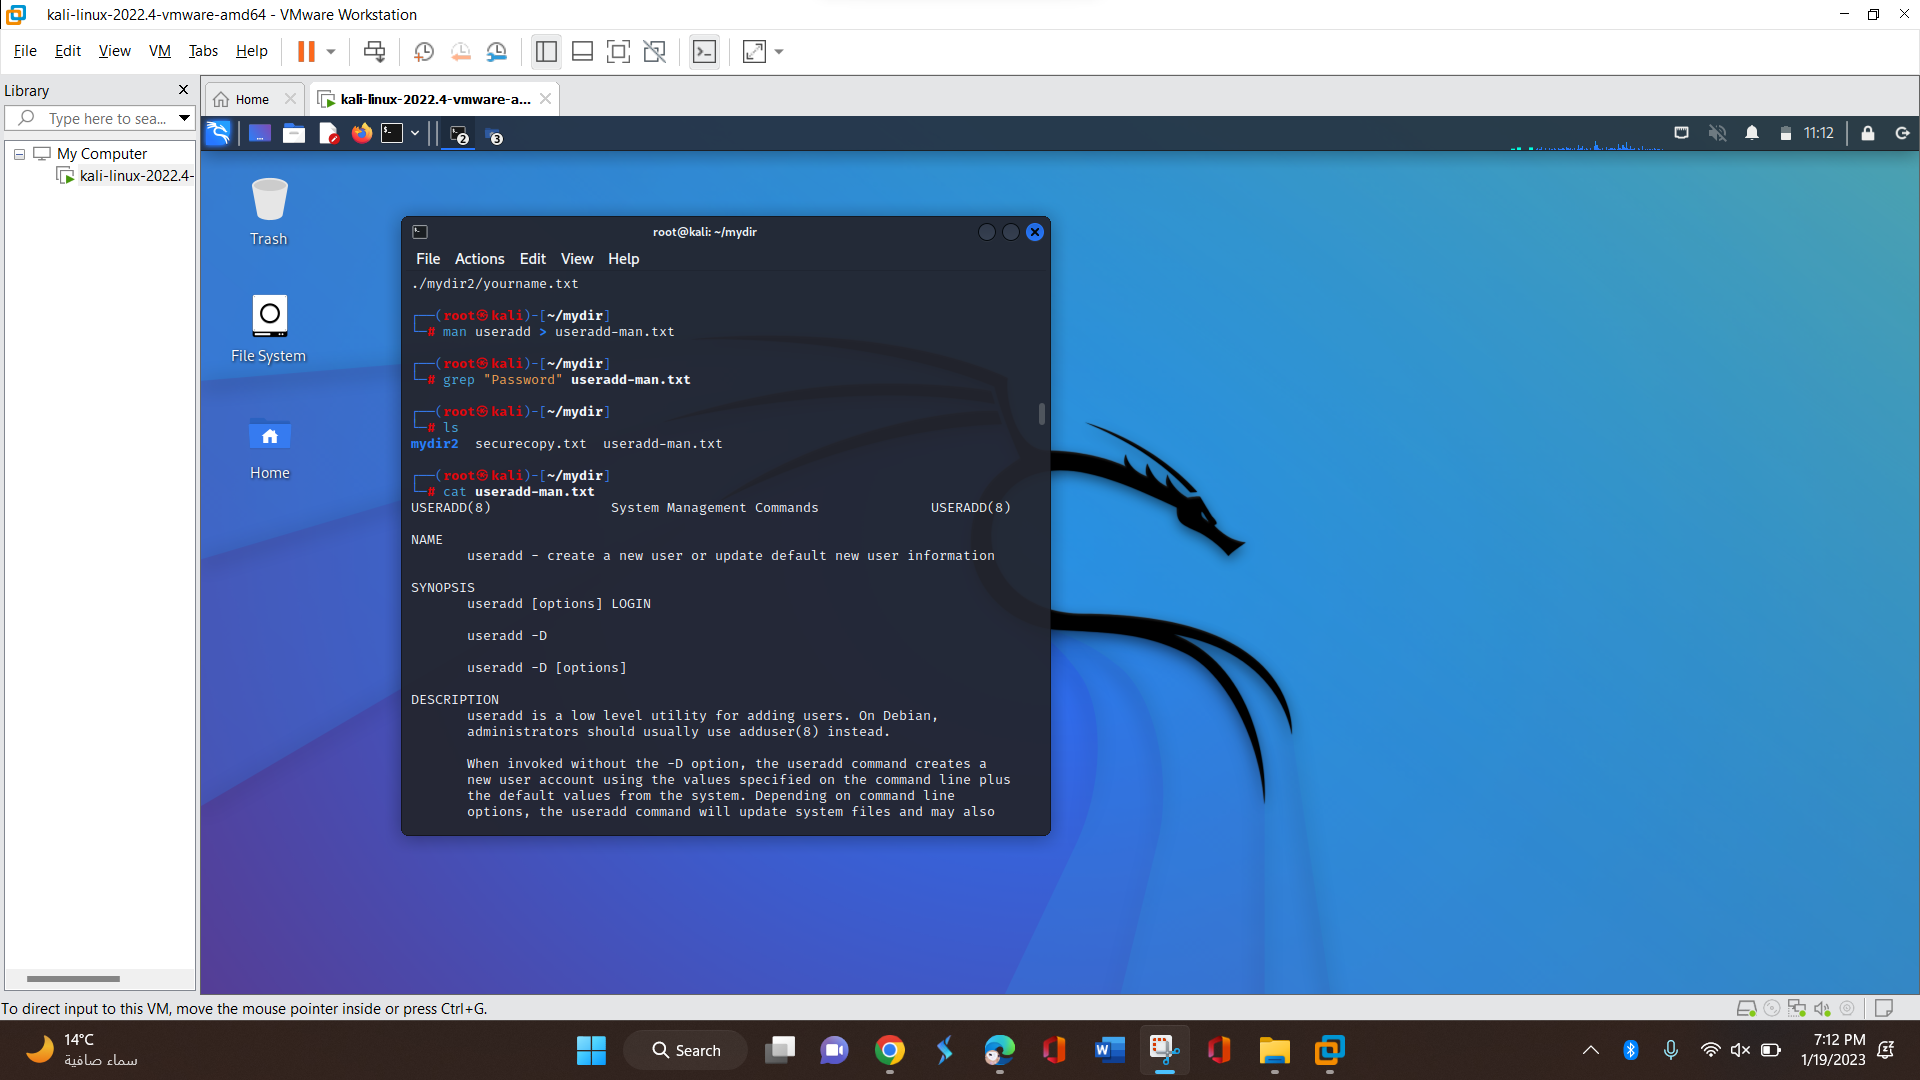 kali-linux-2022.4-vmware-amd64 - VMware Workstation
File Edit View VM Tabs Help
Library
Type here to sea...
My Computer
kali-linux-2022.4-
Home
kali-linux-2022.4-vmware-a...
2
3
11:12
Trash
File System
Home
root@kali: ~/mydir
File Actions Edit View Help
./mydir2/yourname.txt
┌──(root㉿kali)-[~/mydir]
└─# man useradd > useradd-man.txt
┌──(root㉿kali)-[~/mydir]
└─# grep "Password" useradd-man.txt
┌──(root㉿kali)-[~/mydir]
└─# ls
mydir2 securecopy.txt useradd-man.txt
┌──(root㉿kali)-[~/mydir]
└─# cat useradd-man.txt
USERADD(8) System Management Commands USERADD(8)
NAME
useradd - create a new user or update default new user information
SYNOPSIS
useradd [options] LOGIN
useradd -D
useradd -D [options]
DESCRIPTION
useradd is a low level utility for adding users. On Debian,
administrators should usually use adduser(8) instead.
When invoked without the -D option, the useradd command creates a
new user account using the values specified on the command line plus
the default values from the system. Depending on command line
options, the useradd command will update system files and may also
To direct input to this VM, move the mouse pointer inside or press Ctrl+G.
14°C
سماء صافية
Search
7:12 PM
1/19/2023